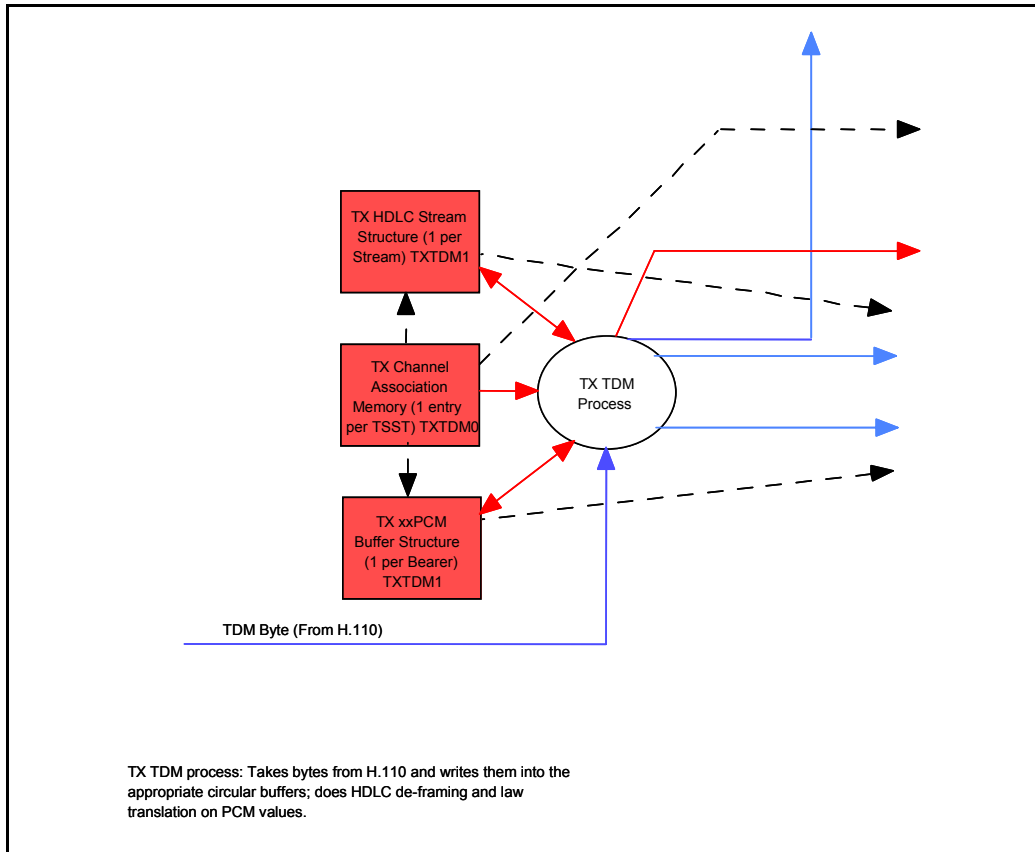 TX HDLC Stream
Structure (1 per
Stream) TXTDM1
TX Channel
Association
Memory (1 entry
per TSST) TXTDM0
TX TDM
Process
TX xxPCM
Buffer Structure
(1 per Bearer)
TXTDM1
TDM Byte (From H.110)
TX TDM process: Takes bytes from H.110 and writes them into the
appropriate circular buffers; does HDLC de-framing and law
translation on PCM values.